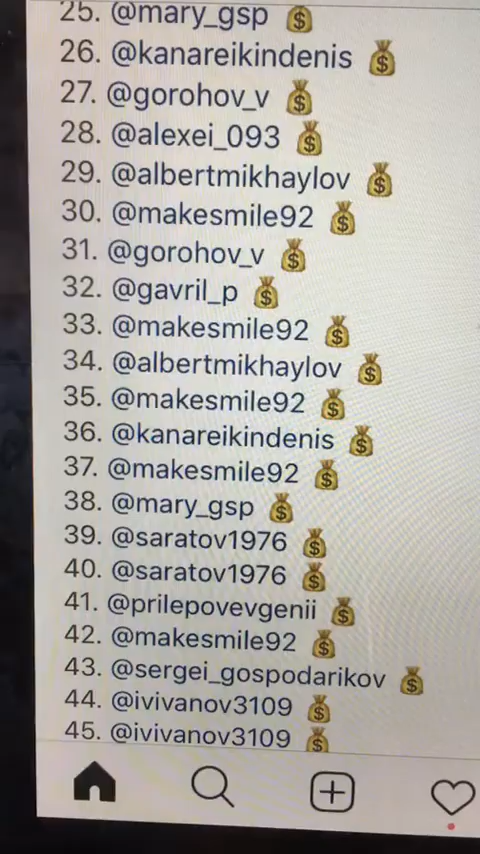 25. @mary_gsp 💰
26. @kanareikindenis 💰
27. @gorohov_v 💰
28. @alexei_093 💰
29. @albertmikhaylov 💰
30. @makesmile92 💰
31. @gorohov_v 💰
32. @gavril_p 💰
33. @makesmile92 💰
34. @albertmikhaylov 💰
35. @makesmile92 💰
36. @kanareikindenis 💰
37. @makesmile92 💰
38. @mary_gsp 💰
39. @saratov1976 💰
40. @saratov1976 💰
41. @prilepovevgenii 💰
42. @makesmile92 💰
43. @sergei_gospodarikov 💰
44. @ivivanov3109 💰
45. @ivivanov3109 💰